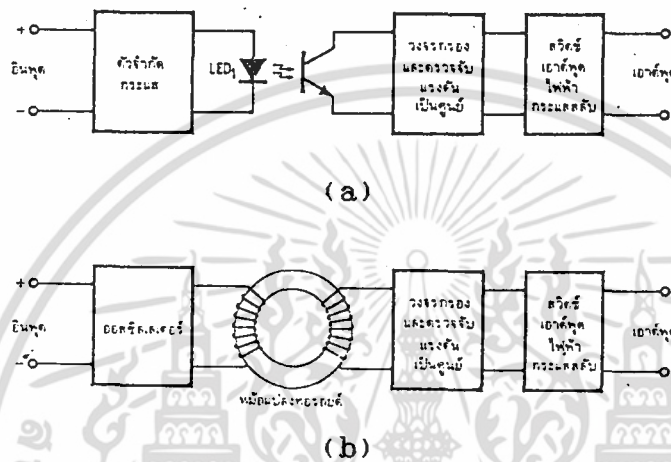 +
อินพุต
-
ตัวจำกัด
กระแส
LED1
วงจรกรอง
และตรวจจับ
แรงดัน
เป็นศูนย์
สวิตช์
เอาต์พุต
ไฟฟ้า
กระแสสลับ
เอาต์พุต
(a)
+
อินพุต
-
ออสซิลเลเตอร์
หม้อแปลงทอรอยด์
วงจรกรอง
และตรวจจับ
แรงดัน
เป็นศูนย์
สวิตช์
เอาต์พุต
ไฟฟ้า
กระแสสลับ
เอาต์พุต
(b)